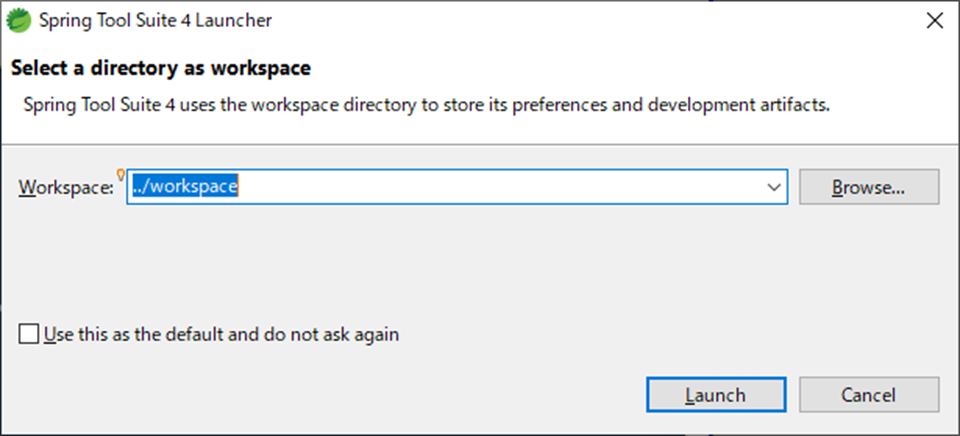 Spring Tool Suite 4 Launcher
Select a directory as workspace
Spring Tool Suite 4 uses the workspace directory to store its preferences and development artifacts.
Workspace: ../workspace Browse...
Use this as the default and do not ask again
Launch Cancel